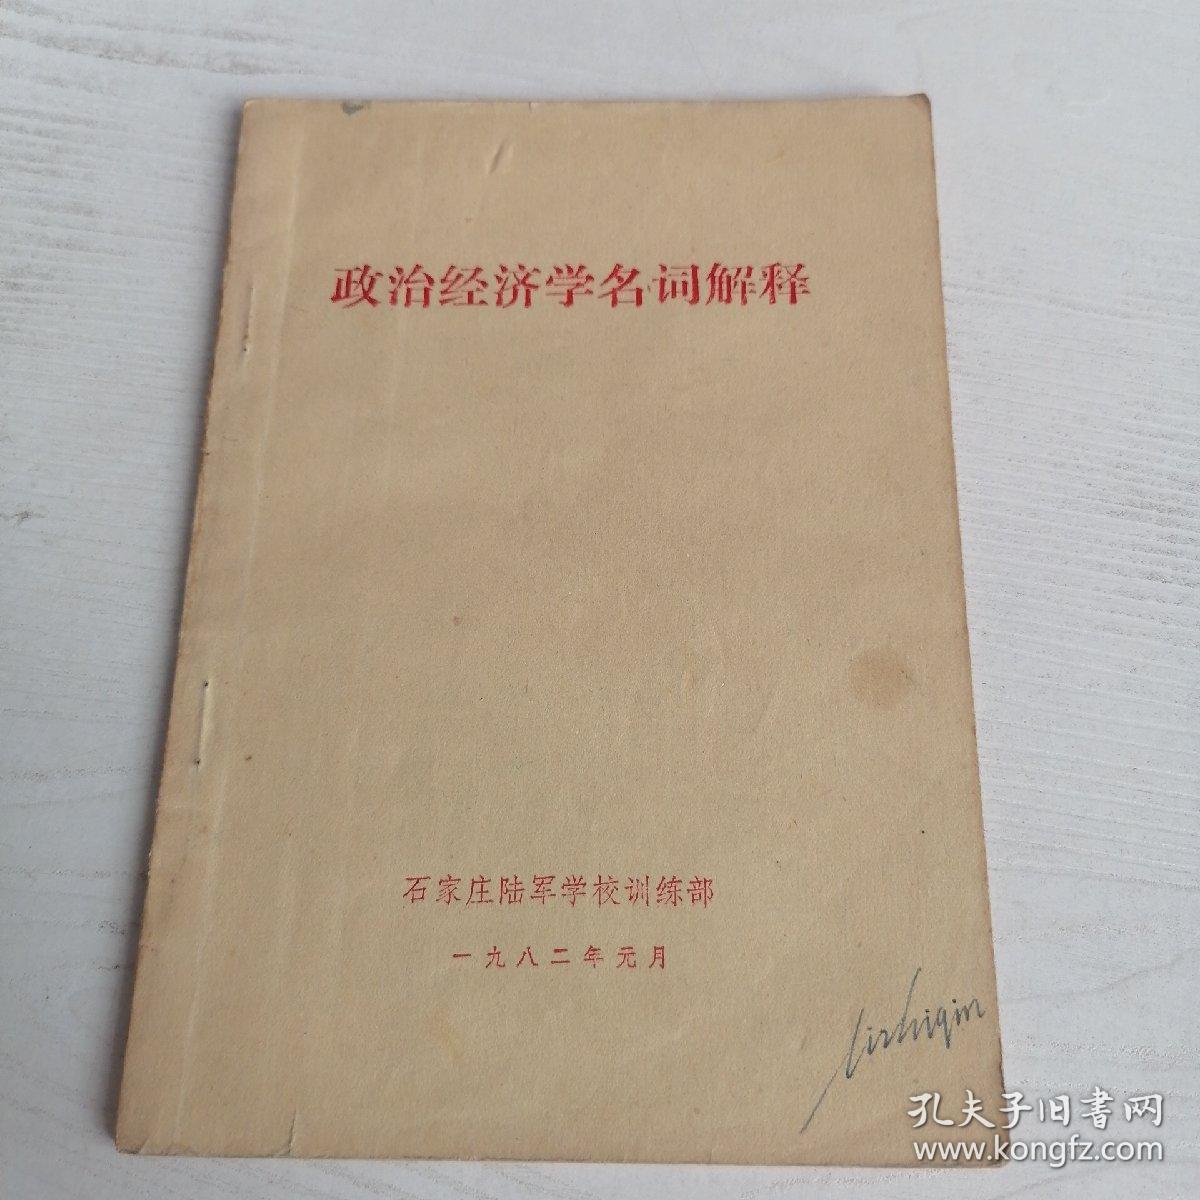 政治经济学名词解释
石家庄陆军学校训练部
一九八二年元月
lizhiqin
孔夫子旧书网
www.kongfz.com